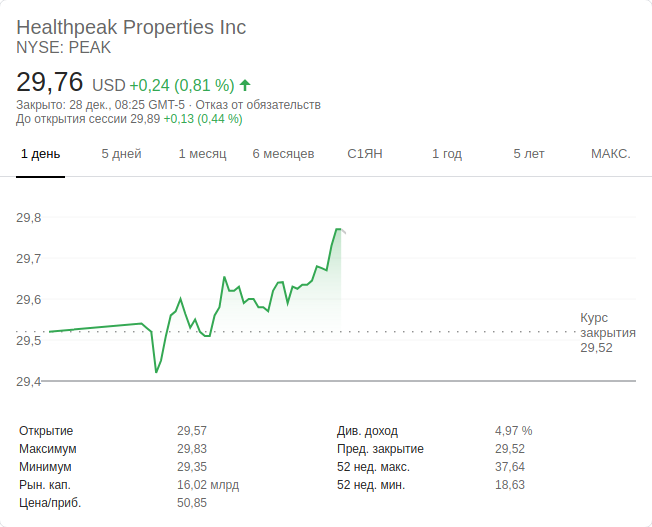 Healthpeak Properties Inc
NYSE: PEAK
29,76 USD +0,24 (0,81 %)
Закрыто: 28 дек., 08:25 GMT-5 · Отказ от обязательств
До открытия сессии 29,89 +0,13 (0,44 %)
1 день 5 дней 1 месяц 6 месяцев С1ЯН 1 год 5 лет МАКС.
29,8
29,7
29,6
29,5
29,4
Курс
закрытия
29,52
Открытие 29,57 Див. доход 4,97 %
Максимум 29,83 Пред. закрытие 29,52
Минимум 29,35 52 нед. макс. 37,64
Рын. кап. 16,02 млрд 52 нед. мин. 18,63
Цена/приб. 50,85